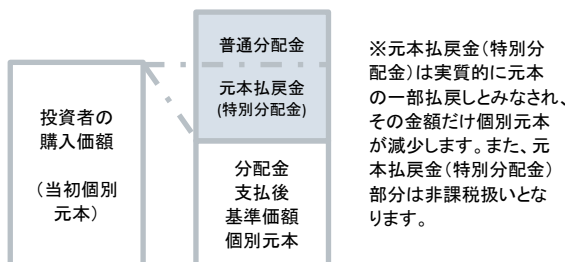 投資者の
購入価額
(当初個別
元本)
普通分配金
元本払戻金
(特別分配金)
分配金
支払後
基準価額
個別元本
※元本払戻金(特別分
配金)は実質的に元本
の一部払戻しとみなされ、
その金額だけ個別元本
が減少します。また、元
本払戻金(特別分配金)
部分は非課税扱いとな
ります。